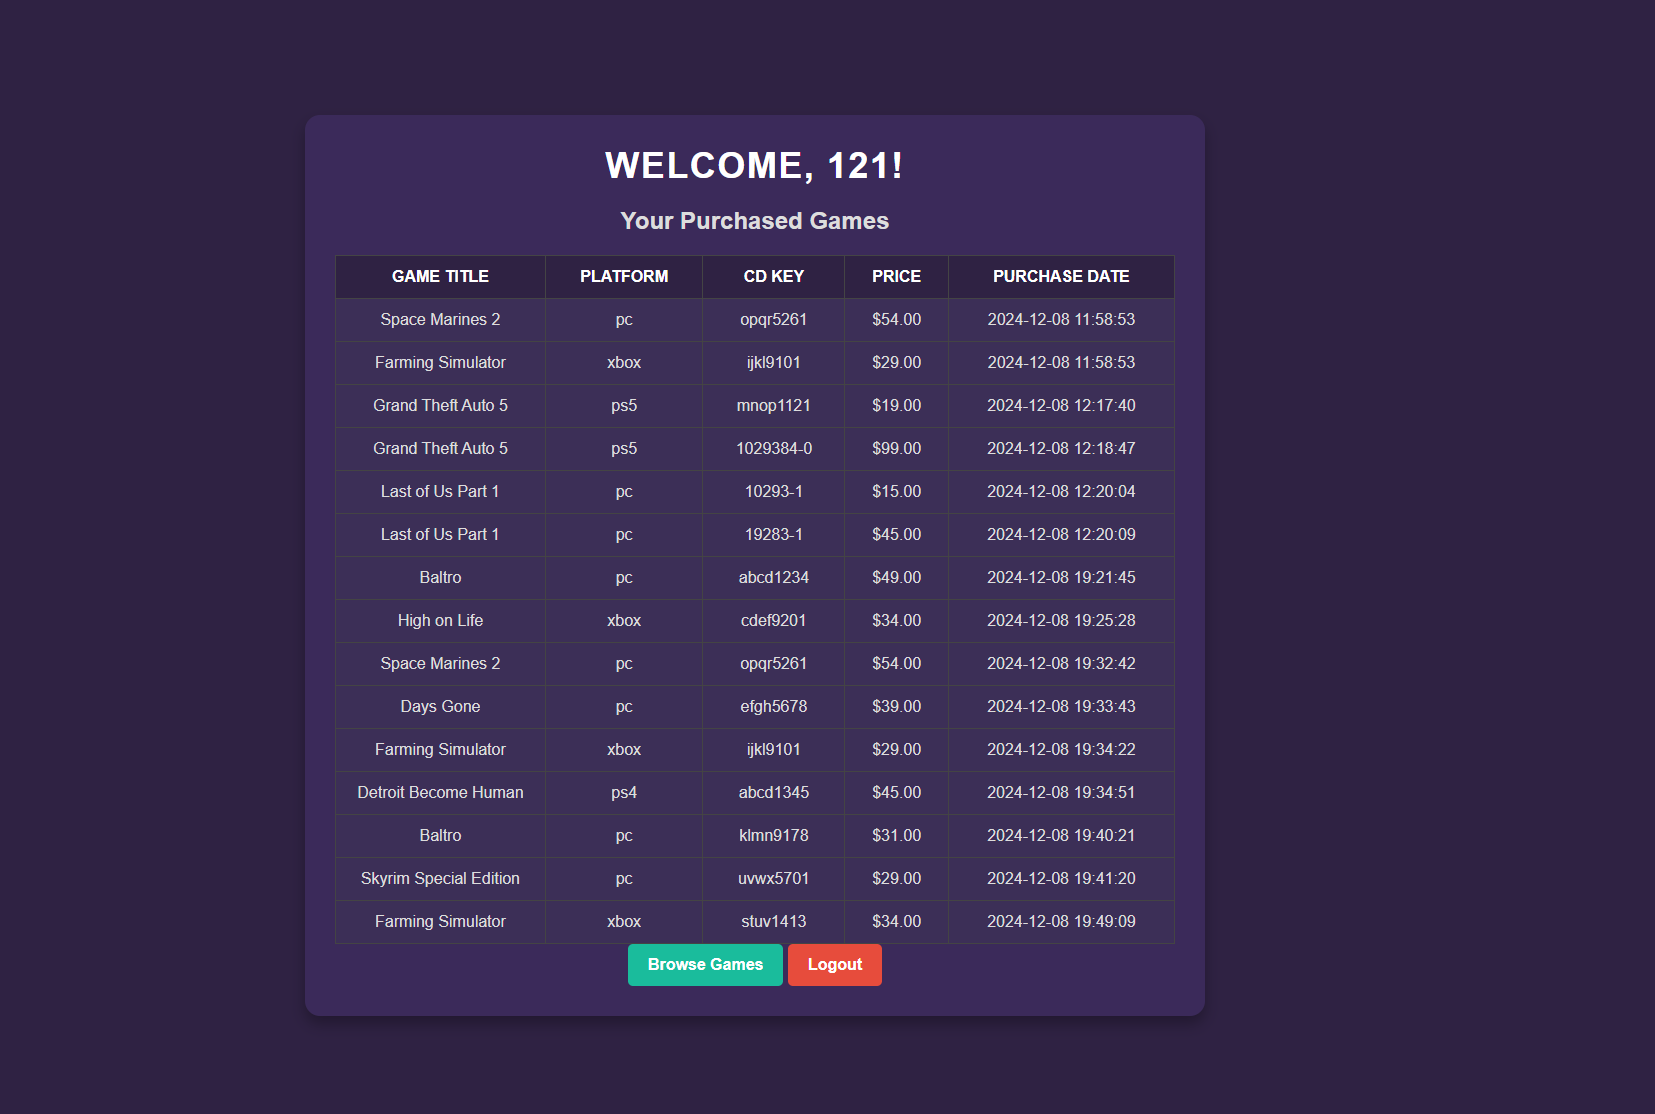 WELCOME, 121!
Your Purchased Games
GAME TITLE PLATFORM CD KEY PRICE PURCHASE DATE
Space Marines 2 pc opqr5261 $54.00 2024-12-08 11:58:53
Farming Simulator xbox ijkl9101 $29.00 2024-12-08 11:58:53
Grand Theft Auto 5 ps5 mnop1121 $19.00 2024-12-08 12:17:40
Grand Theft Auto 5 ps5 1029384-0 $99.00 2024-12-08 12:18:47
Last of Us Part 1 pc 10293-1 $15.00 2024-12-08 12:20:04
Last of Us Part 1 pc 19283-1 $45.00 2024-12-08 12:20:09
Baltro pc abcd1234 $49.00 2024-12-08 19:21:45
High on Life xbox cdef9201 $34.00 2024-12-08 19:25:28
Space Marines 2 pc opqr5261 $54.00 2024-12-08 19:32:42
Days Gone pc efgh5678 $39.00 2024-12-08 19:33:43
Farming Simulator xbox ijkl9101 $29.00 2024-12-08 19:34:22
Detroit Become Human ps4 abcd1345 $45.00 2024-12-08 19:34:51
Baltro pc klmn9178 $31.00 2024-12-08 19:40:21
Skyrim Special Edition pc uvwx5701 $29.00 2024-12-08 19:41:20
Farming Simulator xbox stuv1413 $34.00 2024-12-08 19:49:09
Browse Games Logout